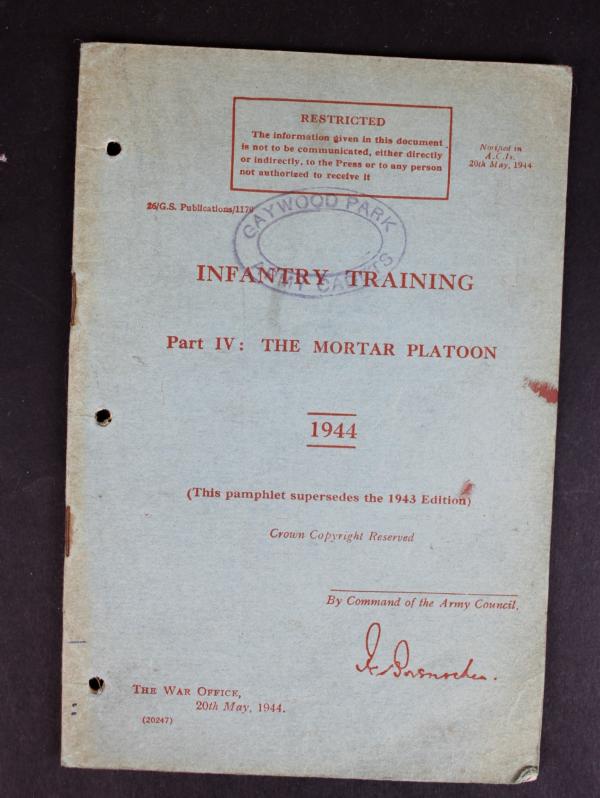 RESTRICTED
The information given in this document
is not to be communicated, either directly
or indirectly, to the Press or to any person
not authorized to receive it
Notified in
A.C.Is.
20th May, 1944
26/G.S. Publications/1170
GAYWOOD PARK
ARMY CADETS
INFANTRY TRAINING
Part IV: THE MORTAR PLATOON
1944
(This pamphlet supersedes the 1943 Edition)
Crown Copyright Reserved
By Command of the Army Council,
THE WAR OFFICE,
20th May, 1944.
(20247)